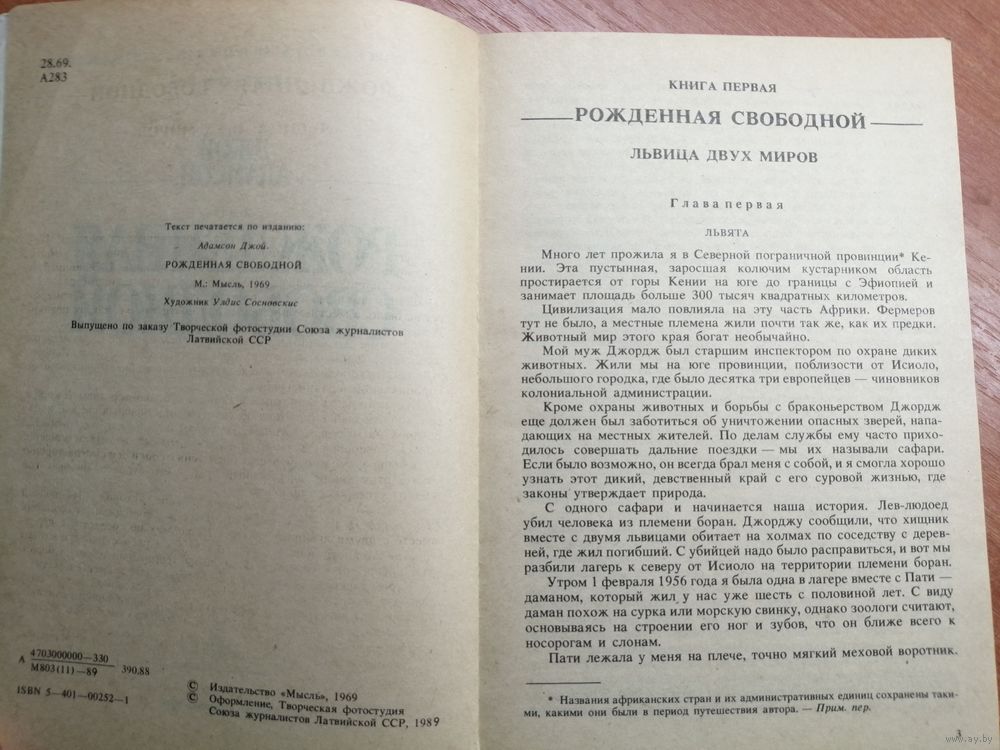 28.69.
А283
Текст печатается по изданию:
Адамсон Джой.
РОЖДЕННАЯ СВОБОДНОЙ
М.: Мысль, 1969
Художник Улдис Сосновскис
Выпущено по заказу Творческой фотостудии Союза журналистов
Латвийской ССР
А 4703000000—330
М803(11)—89 390.88
ISBN 5—401—00252—1
© Издательство «Мысль», 1969
© Оформление, Творческая фотостудия
Союза журналистов Латвийской ССР, 1989
КНИГА ПЕРВАЯ
РОЖДЕННАЯ СВОБОДНОЙ
ЛЬВИЦА ДВУХ МИРОВ
Глава первая
ЛЬВЯТА
Много лет прожила я в Северной пограничной провинции* Ке-
нии. Эта пустынная, заросшая колючим кустарником область
простирается от горы Кении на юге до границы с Эфиопией и
занимает площадь больше 300 тысяч квадратных километров.
Цивилизация мало повлияла на эту часть Африки. Фермеров
тут не было, а местные племена жили почти так же, как их предки.
Животный мир этого края богат необычайно.
Мой муж Джордж был старшим инспектором по охране диких
животных. Жили мы на юге провинции, поблизости от Исиоло,
небольшого городка, где было десятка три европейцев — чиновников
колониальной администрации.
Кроме охраны животных и борьбы с браконьерством Джордж
еще должен был заботиться об уничтожении опасных зверей, напа-
дающих на местных жителей. По делам службы ему часто прихо-
дилось совершать дальние поездки — мы их называли сафари.
Если было возможно, он всегда брал меня с собой, и я смогла хорошо
узнать этот дикий, девственный край с его суровой жизнью, где
законы утверждает природа.
С одного сафари и начинается наша история. Лев-людоед
убил человека из племени боран. Джорджу сообщили, что хищник
вместе с двумя львицами обитает на холмах по соседству с дерев-
ней, где жил погибший. С убийцей надо было расправиться, и вот мы
разбили лагерь к северу от Исиоло на территории племени боран.
Утром 1 февраля 1956 года я была одна в лагере вместе с Пати —
даманом, который жил у нас уже шесть с половиной лет. С виду
даман похож на сурка или морскую свинку, однако зоологи считают,
основываясь на строении его ног и зубов, что он ближе всего к
носорогам и слонам.
Пати лежала у меня на плече, точно мягкий меховой воротник.
* Названия африканских стран и их административных единиц сохранены таки-
ми, какими они были в период путешествия автора. — Прим. пер.
3
www.ay.by